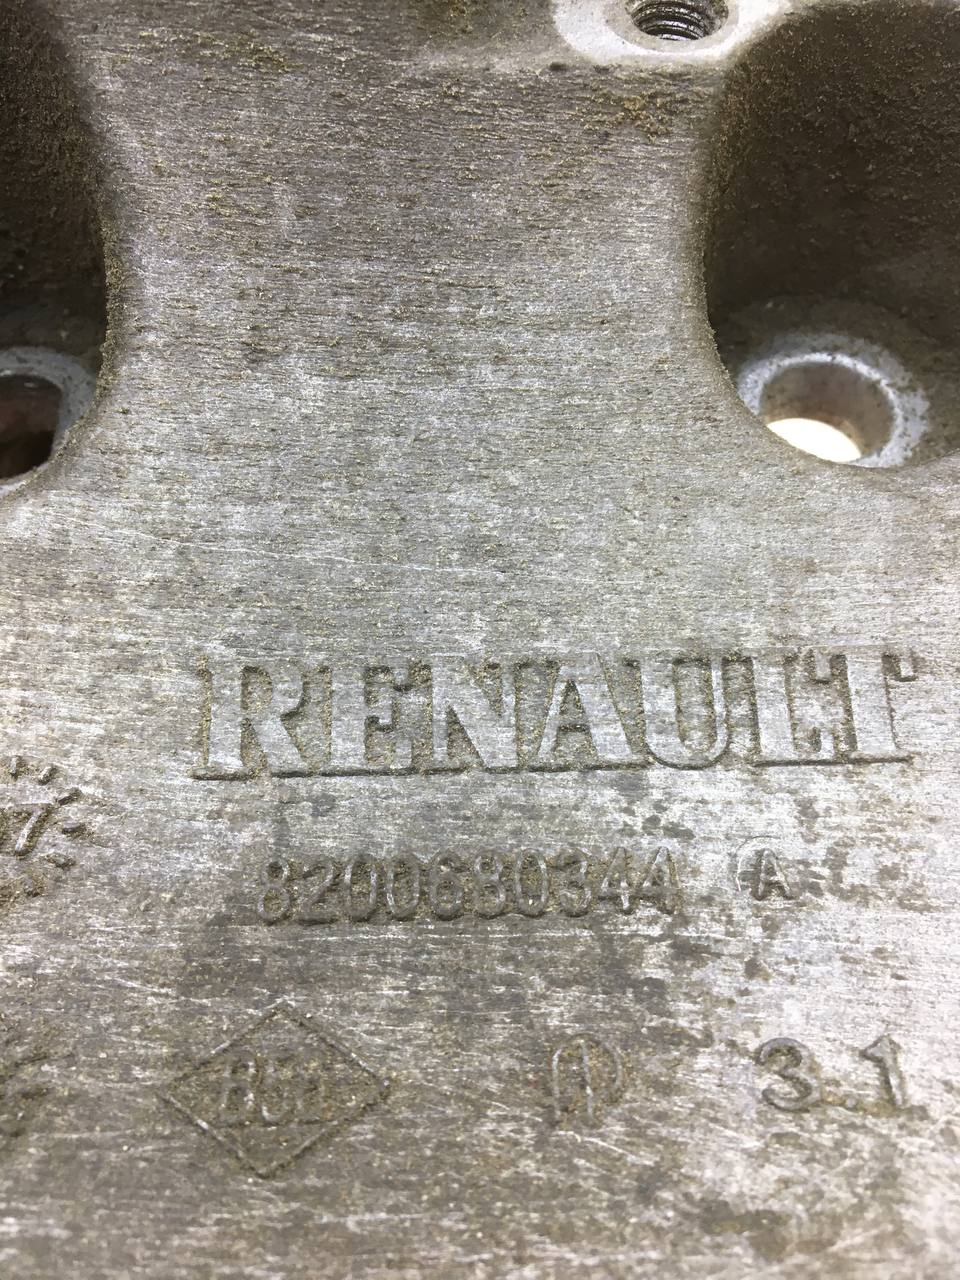 RENAULT
8200680344 A
3.1